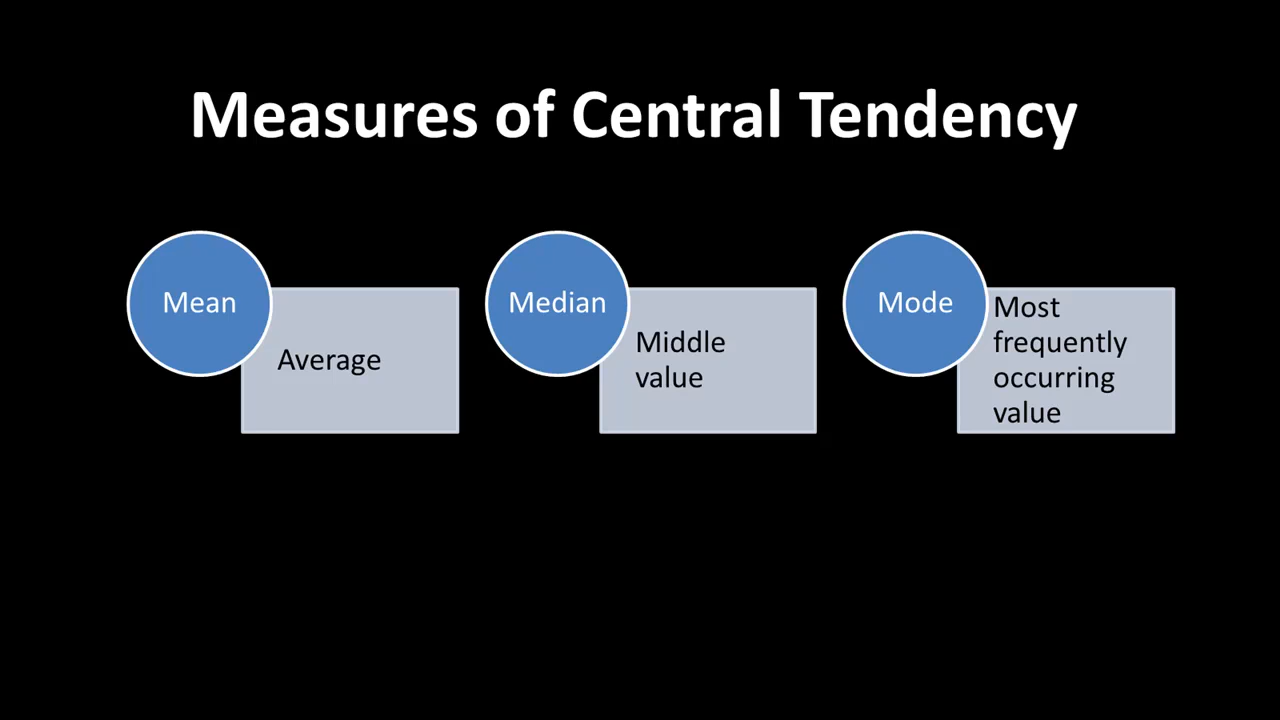 Measures of Central Tendency
Mean
Average
Median
Middle
value
Mode
Most
frequently
occurring
value